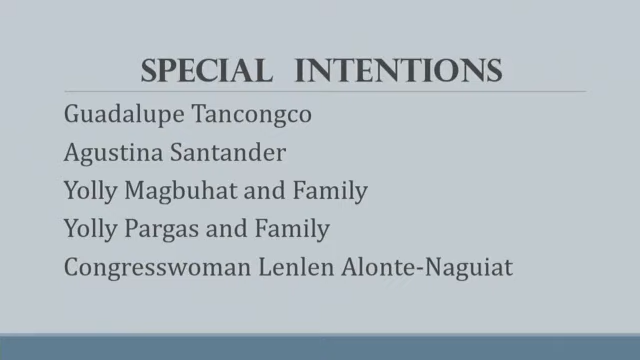 SPECIAL INTENTIONS
Guadalupe Tancongco
Agustina Santander
Yolly Magbuhat and Family
Yolly Pargas and Family
Congresswoman Lenlen Alonte-Naguiat